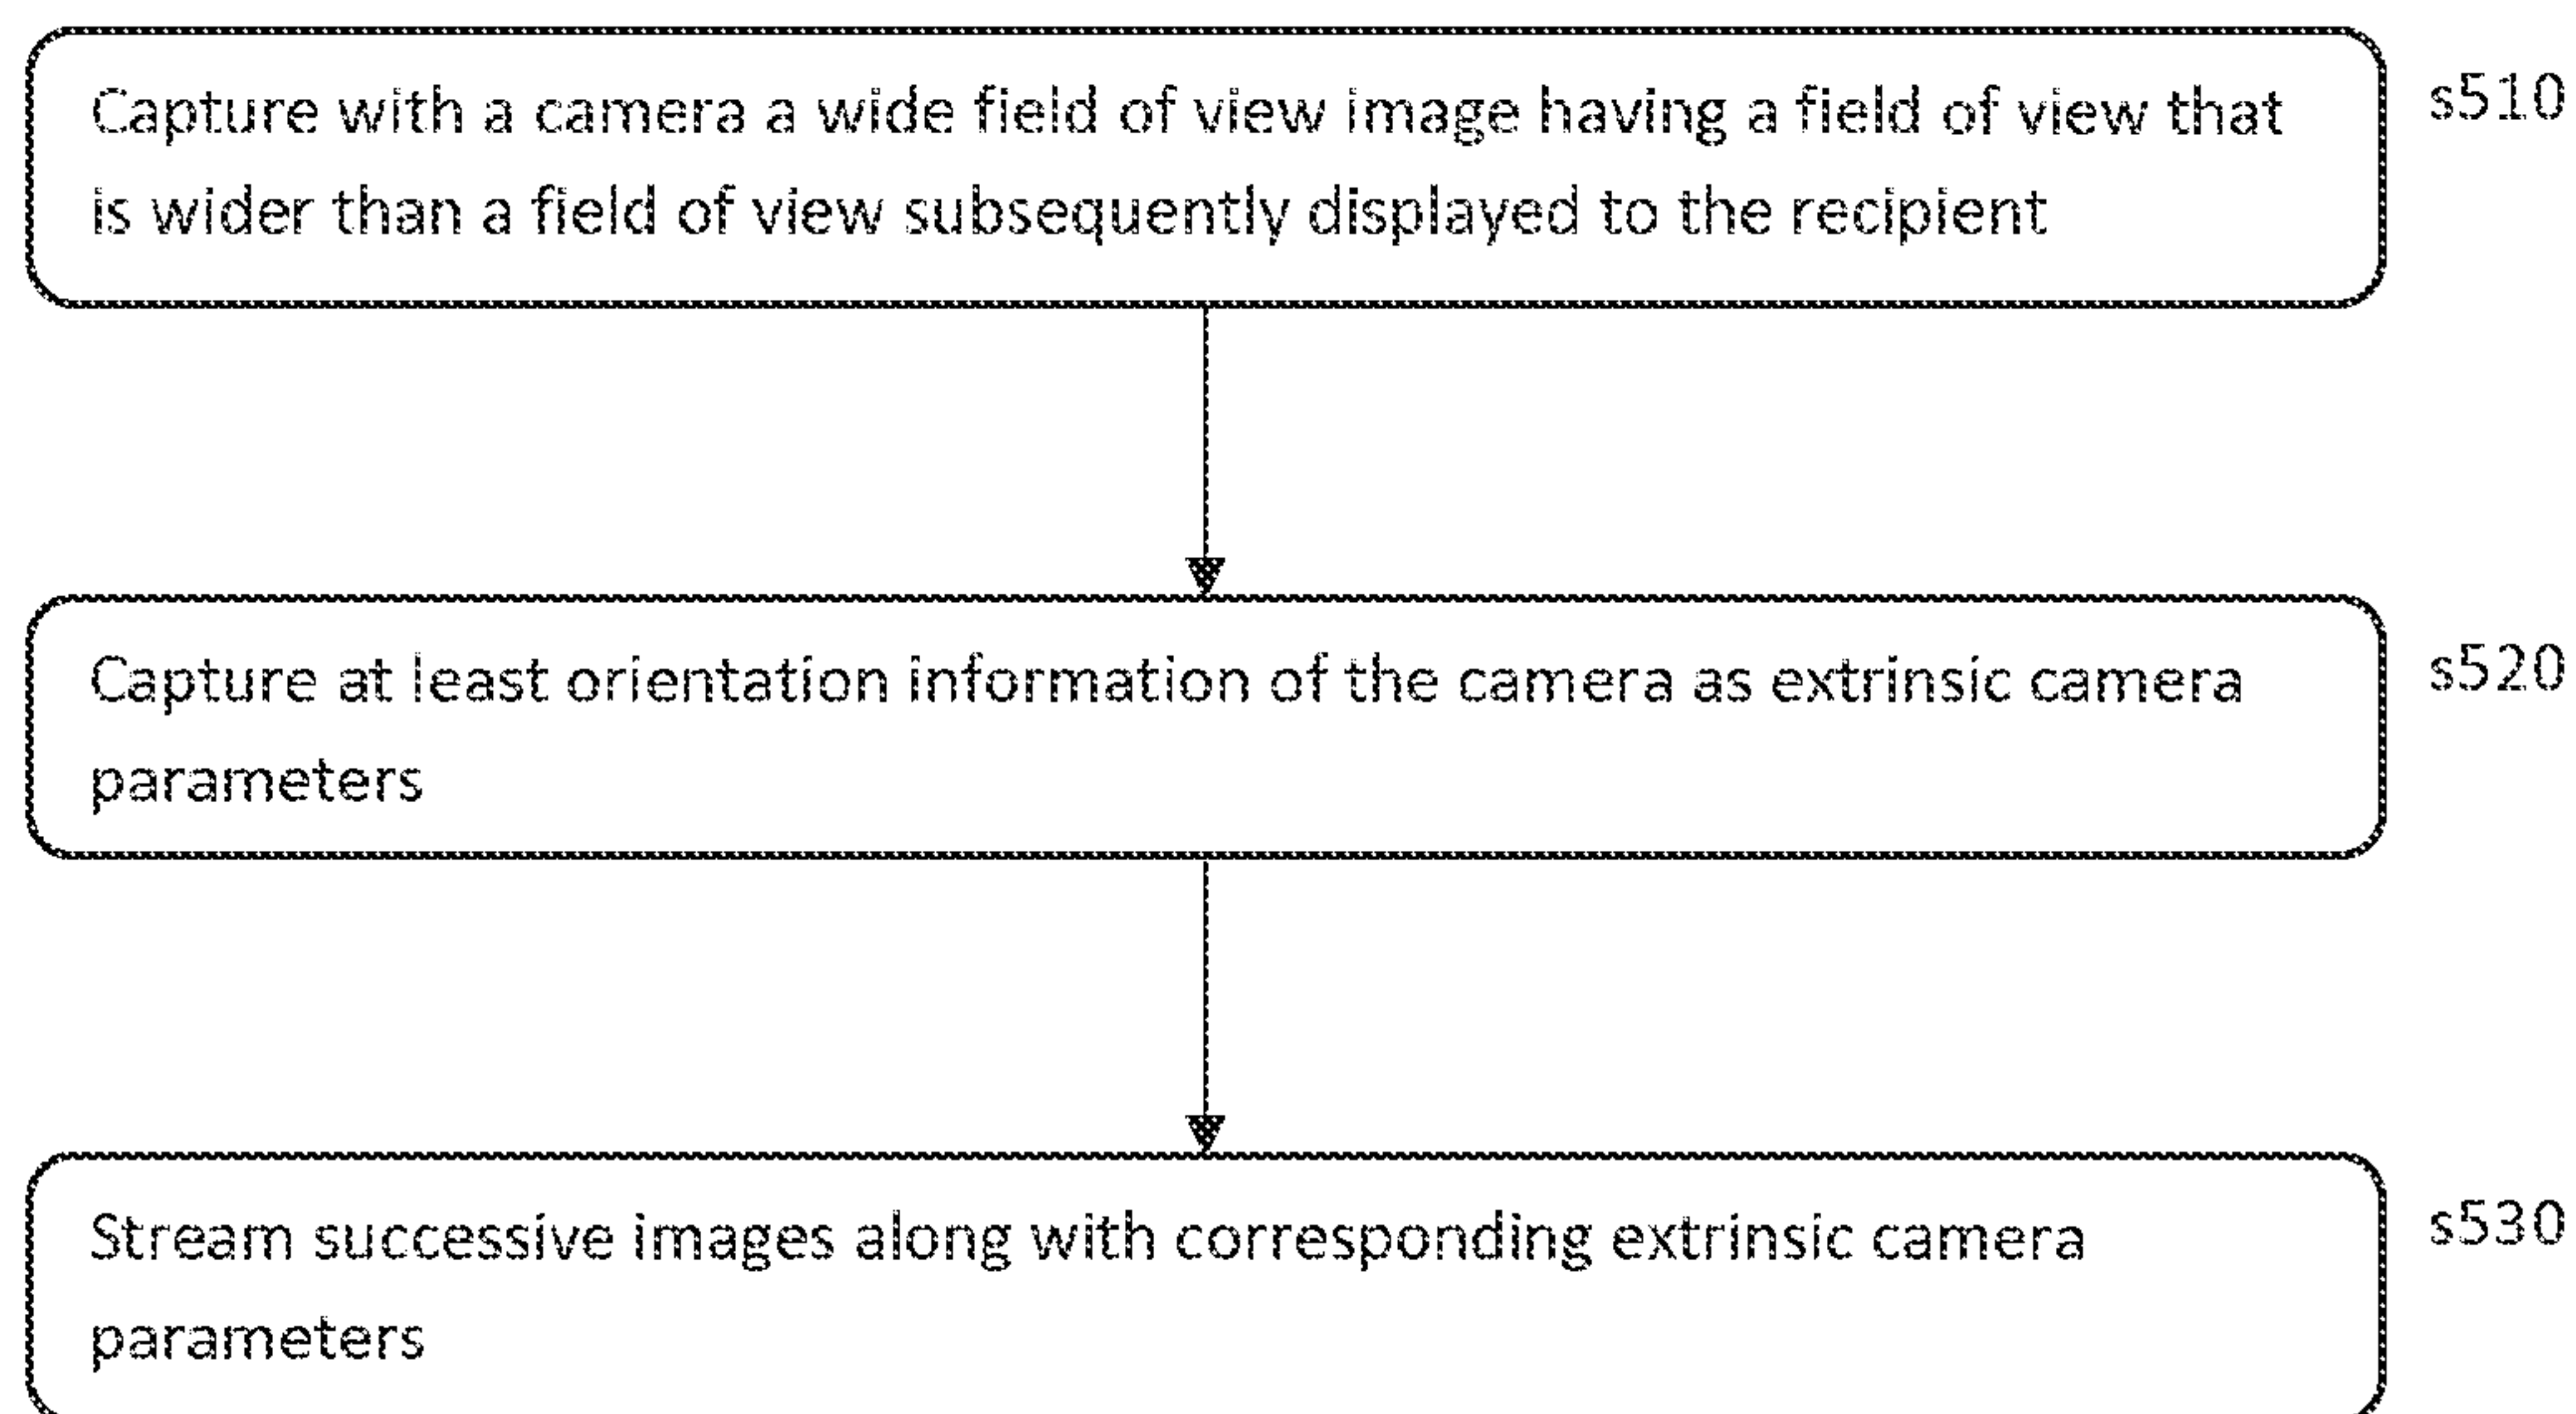 Capture with a camera a wide field of view image having a field of view that s510
is wider than a field of view subsequently displayed to the recipient
Capture at least orientation information of the camera as extrinsic camera s520
parameters
Stream successive images along with corresponding extrinsic camera s530
parameters